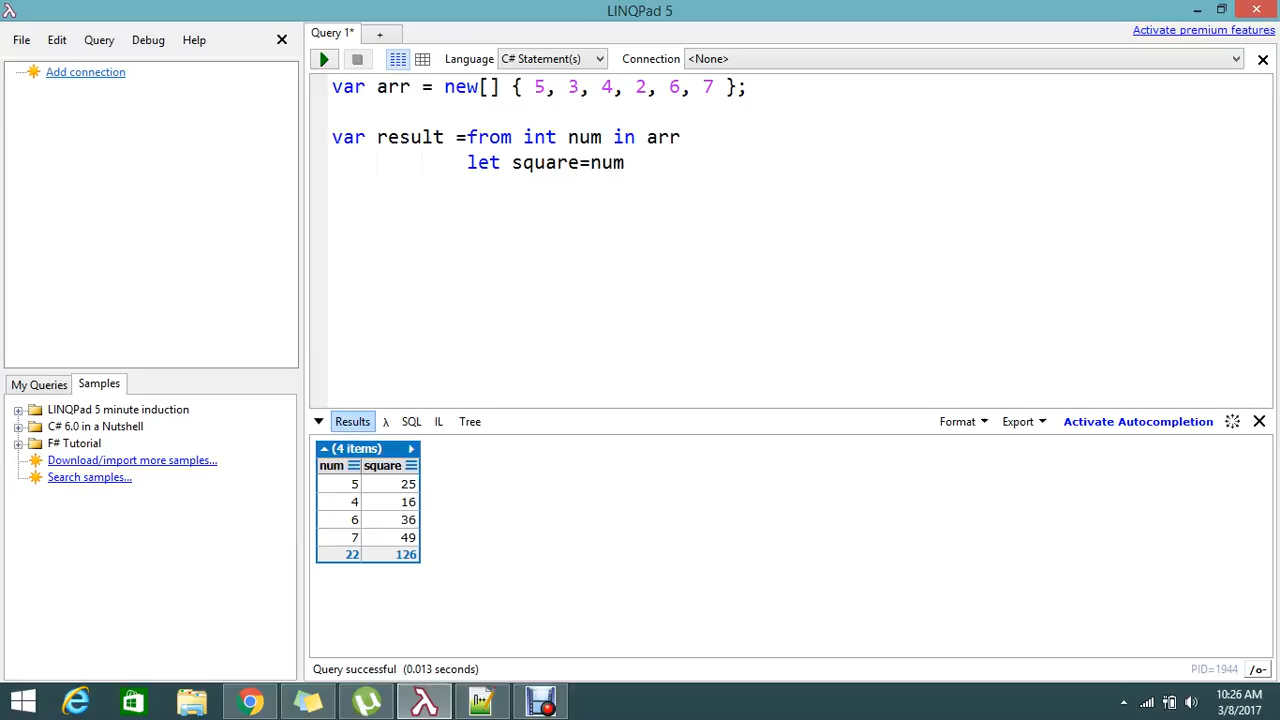 LINQPad 5
File Edit Query Debug Help
Query 1*
+
Activate premium features
Language C# Statement(s) Connection <None>
Add connection
var arr = new[] { 5, 3, 4, 2, 6, 7 };
var result =from int num in arr
let square=num
My Queries Samples
LINQPad 5 minute induction
C# 6.0 in a Nutshell
F# Tutorial
Download/import more samples...
Search samples...
Results λ SQL IL Tree
Format Export Activate Autocompletion
(4 items)
num square
5 25
4 16
6 36
7 49
22 126
Query successful (0.013 seconds)
PID=1944 /o-
10:26 AM
3/8/2017